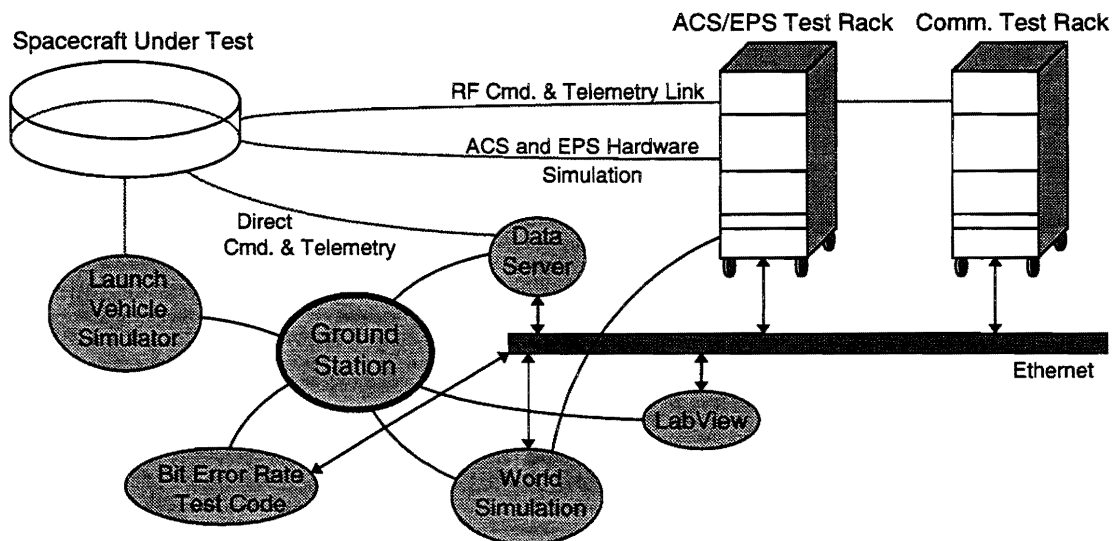 ACS/EPS Test Rack
Comm. Test Rack
Spacecraft Under Test
RF Cmd. & Telemetry Link
ACS and EPS Hardware
Simulation
Direct
Cmd. & Telemetry
Data
Server
Launch
Vehicle
Simulator
Ground
Station
Ethernet
LabView
Bit Error Rate
Test Code
World
Simulation